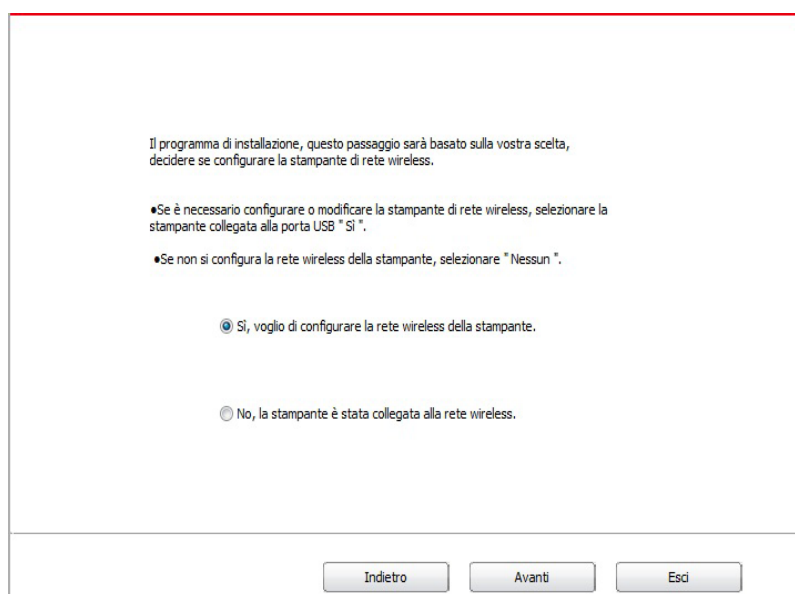 Il programma di installazione, questo passaggio sarà basato sulla vostra scelta,
decidere se configurare la stampante di rete wireless.
●Se è necessario configurare o modificare la stampante di rete wireless, selezionare la
stampante collegata alla porta USB " Sì ".
●Se non si configura la rete wireless della stampante, selezionare " Nessun ".
Sì, voglio di configurare la rete wireless della stampante.
No, la stampante è stata collegata alla rete wireless.
Indietro Avanti Esci